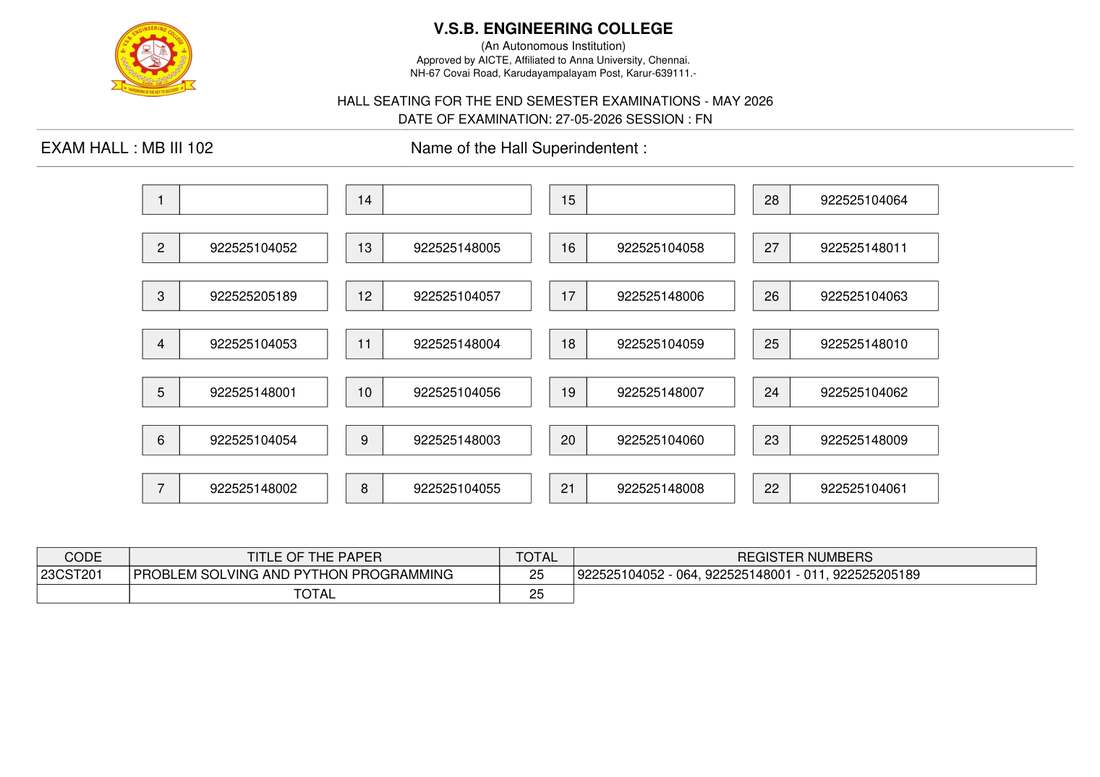 V.S.B. ENGINEERING COLLEGE
(An Autonomous Institution)
Approved by AICTE, Affiliated to Anna University, Chennai.
NH-67 Covai Road, Karudayampalayam Post, Karur-639111.-
HALL SEATING FOR THE END SEMESTER EXAMINATIONS - MAY 2026
DATE OF EXAMINATION: 27-05-2026 SESSION : FN
EXAM HALL : MB III 102 Name of the Hall Superindentent :
1 14 15 28 922525104064
2 922525104052 13 922525148005 16 922525104058 27 922525148011
3 922525205189 12 922525104057 17 922525148006 26 922525104063
4 922525104053 11 922525148004 18 922525104059 25 922525148010
5 922525148001 10 922525104056 19 922525148007 24 922525104062
6 922525104054 9 922525148003 20 922525104060 23 922525148009
7 922525148002 8 922525104055 21 922525148008 22 922525104061
CODE TITLE OF THE PAPER TOTAL REGISTER NUMBERS
23CST201 PROBLEM SOLVING AND PYTHON PROGRAMMING 25 922525104052 - 064, 922525148001 - 011, 922525205189
TOTAL 25